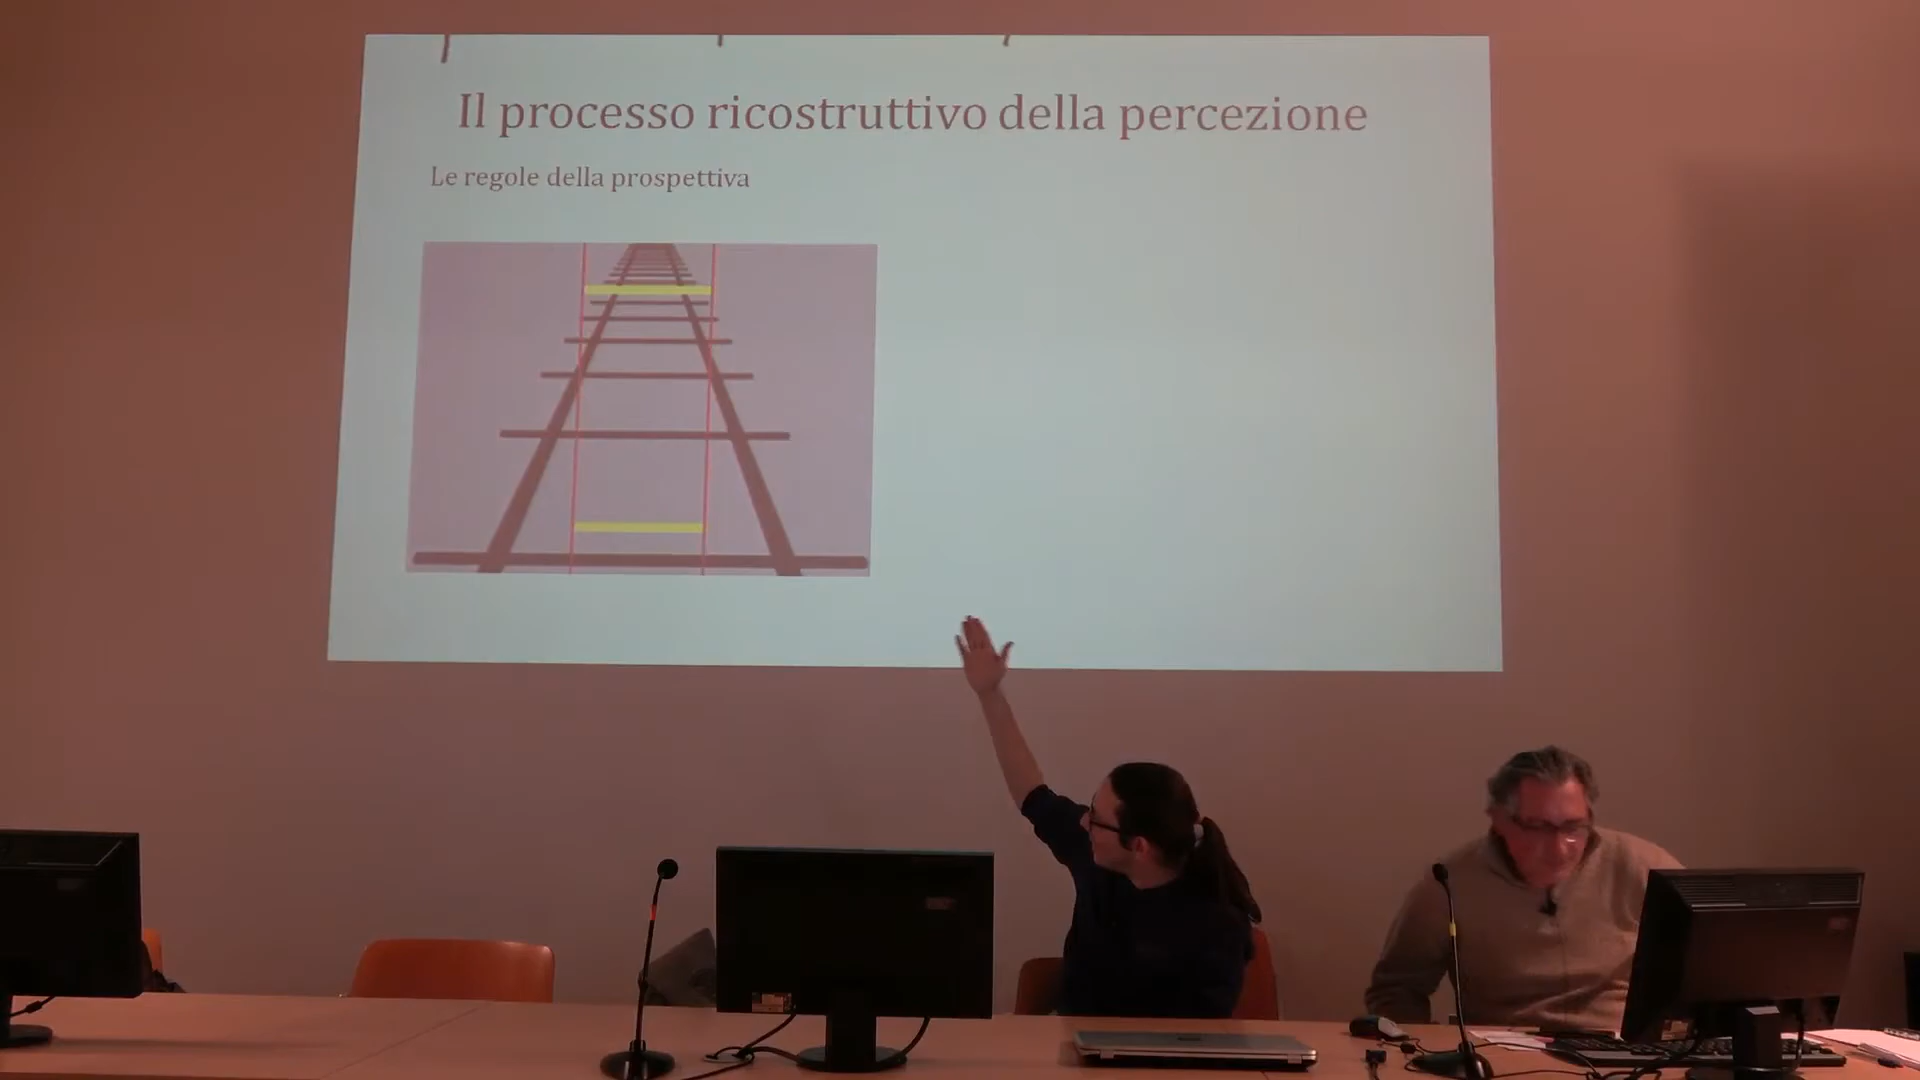 Il processo ricostruttivo della percezione
Le regole della prospettiva